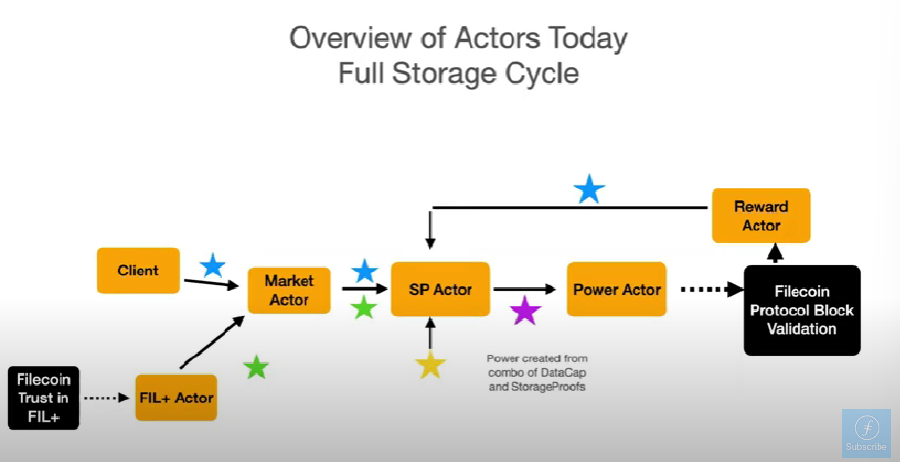 Overview of Actors Today
Full Storage Cycle
Reward
Actor
Client
Market
Actor
SP Actor
Power Actor
Filecoin
Protocol Block
Validation
Power created from
combo of DataCap
and StorageProofs
Filecoin
Trust in
FIL+
FIL+ Actor
Subscribe